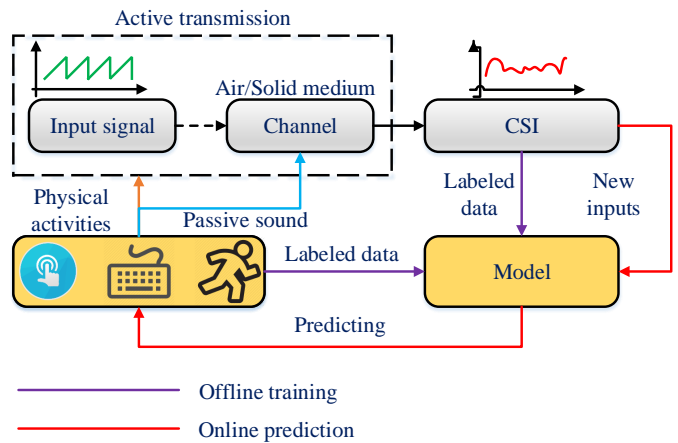 Active transmission
Air/Solid medium
Input signal
Channel
CSI
Physical
activities
Passive sound
Labeled
data
New
inputs
Labeled data
Model
Predicting
Offline training
Online prediction